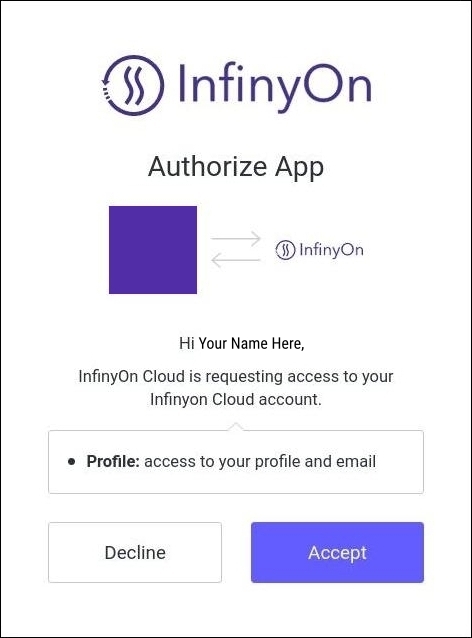 InfinyOn
Authorize App
InfinyOn
Hi Your Name Here,
InfinyOn Cloud is requesting access to your
Infinyon Cloud account.
Profile: access to your profile and email
Decline
Accept